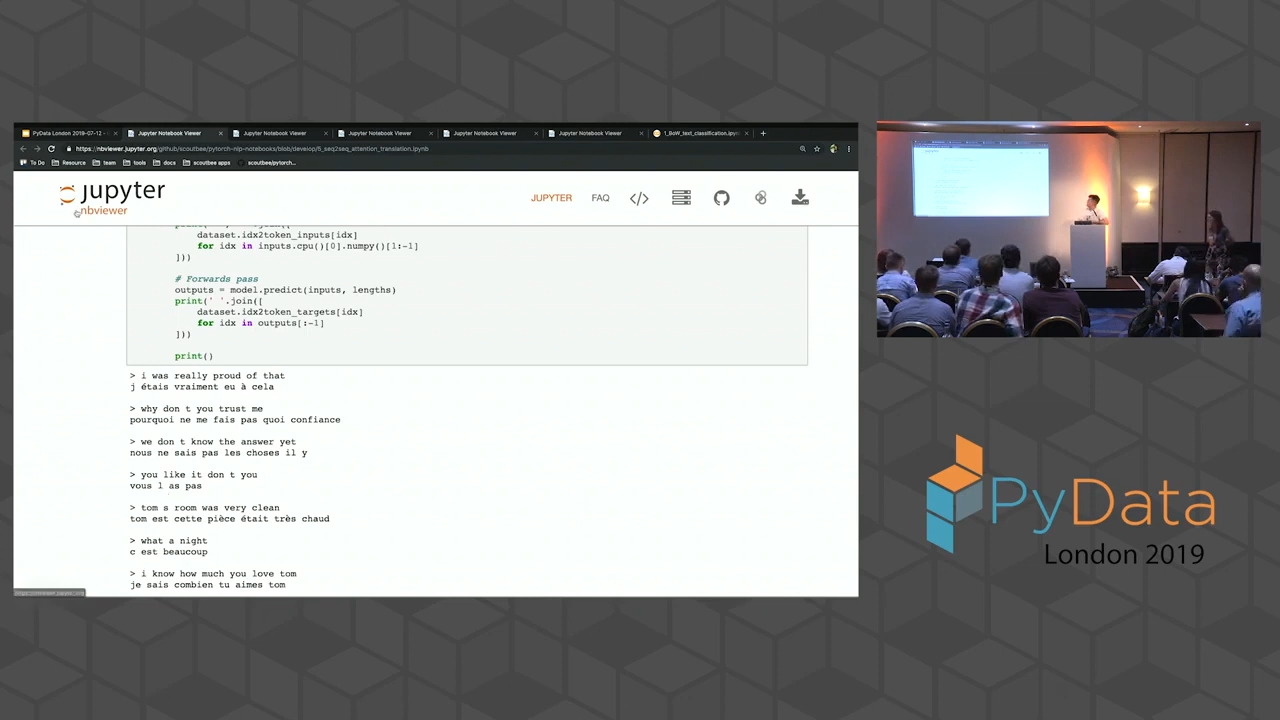 PyData London 2019-07-12 -
Jupyter Notebook Viewer
Jupyter Notebook Viewer
Jupyter Notebook Viewer
Jupyter Notebook Viewer
Jupyter Notebook Viewer
1_BoW_text_classification.ipyn
https://nbviewer.jupyter.org/github/scoutbee/pytorch-nlp-notebooks/blob/develop/5_seq2seq_attention_translation.ipynb
To Do
Resource
team
tools
docs
scoutbee apps
scoutbee/pytorch...
jupyter
nbviewer
JUPYTER
FAQ
dataset.idx2token_inputs[idx]
for idx in inputs.cpu()[0].numpy()[1:-1]
]))
# Forwards pass
outputs = model.predict(inputs, lengths)
print(' '.join([
dataset.idx2token_targets[idx]
for idx in outputs[:-1]
]))
print()
> i was really proud of that
j étais vraiment eu à cela
> why don t you trust me
pourquoi ne me fais pas quoi confiance
> we don t know the answer yet
nous ne sais pas les choses il y
> you like it don t you
vous l as pas
> tom s room was very clean
tom est cette pièce était très chaud
> what a night
c est beaucoup
> i know how much you love tom
je sais combien tu aimes tom
PyData
London 2019